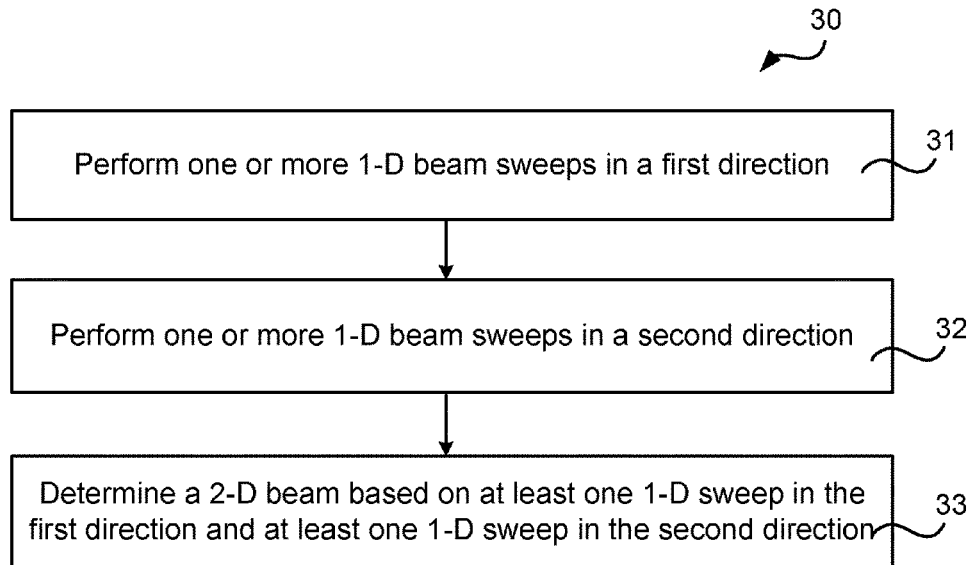 30
Perform one or more 1-D beam sweeps in a first direction
31
Perform one or more 1-D beam sweeps in a second direction
32
Determine a 2-D beam based on at least one 1-D sweep in the
first direction and at least one 1-D sweep in the second direction
33